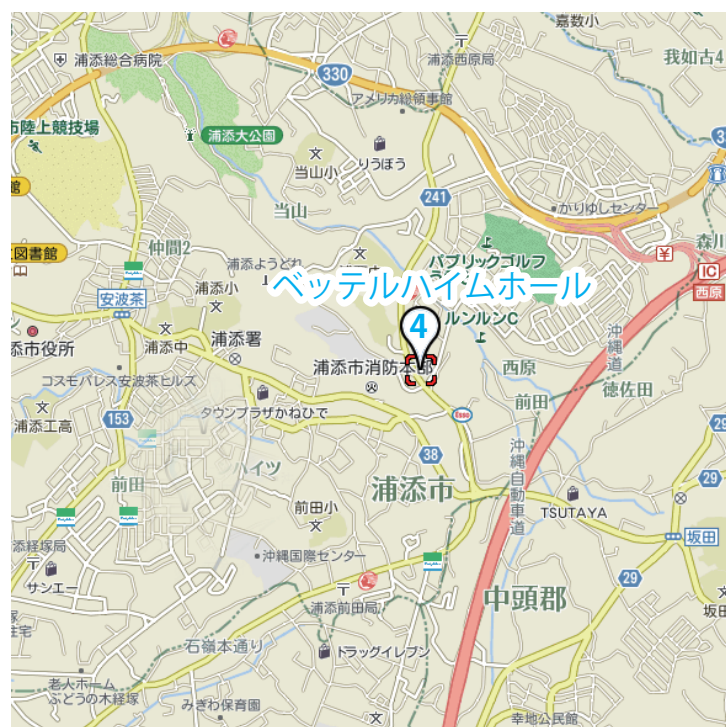 嘉数小
浦添総合病院
浦添西原局
我如古4
330
アメリカ総領事館
市陸上競技場
浦添大公園
りうぼう
当山小
241
館
当山
かりゆしセンター
仲間2
森川
図書館
浦添ようどれ
パブリックゴルフ
IC
西原
ベッテルハイムホール
安波茶
浦添小
4
ルンルンC
沖縄道
添市役所
浦添中
浦添署
浦添市消防本部
西原
コスモパレス安波茶ヒルズ
前田
徳佐田
153
タウンプラザかねひで
Esso
浦添工高
38
29
ハイツ
沖縄自動車道
前田
浦添市
29
前田小
TSUTAYA
坂田
添経塚局
沖縄国際センター
サンエー
29
浦添前田局
中頭郡
坂田
石嶺本通り
トラッグイレブン
老人ホーム
ぶどうの木経塚
みぎわ保育園
幸地公民館